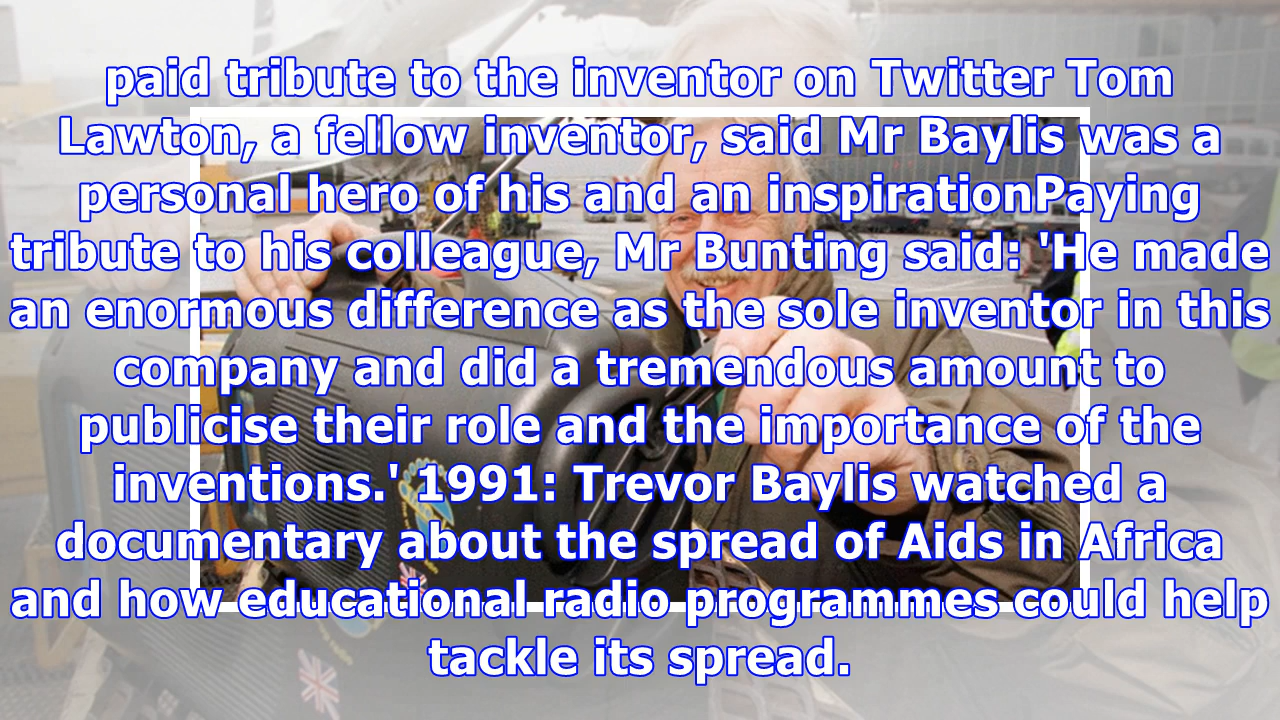 paid tribute to the inventor on Twitter Tom
Lawton, a fellow inventor, said Mr Baylis was a
personal hero of his and an inspirationPaying
tribute to his colleague, Mr Bunting said: 'He made
an enormous difference as the sole inventor in this
company and did a tremendous amount to
publicise their role and the importance of the
inventions.' 1991: Trevor Baylis watched a
documentary about the spread of Aids in Africa
and how educational radio programmes could help
tackle its spread.